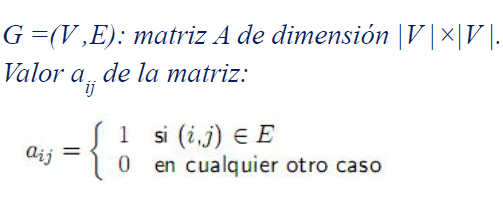 G =(V ,E): matriz A de dimensión |V|×|V|.
Valor a_ij de la matriz:
a_ij = { 1 si (i,j) ∈ E
0 en cualquier otro caso